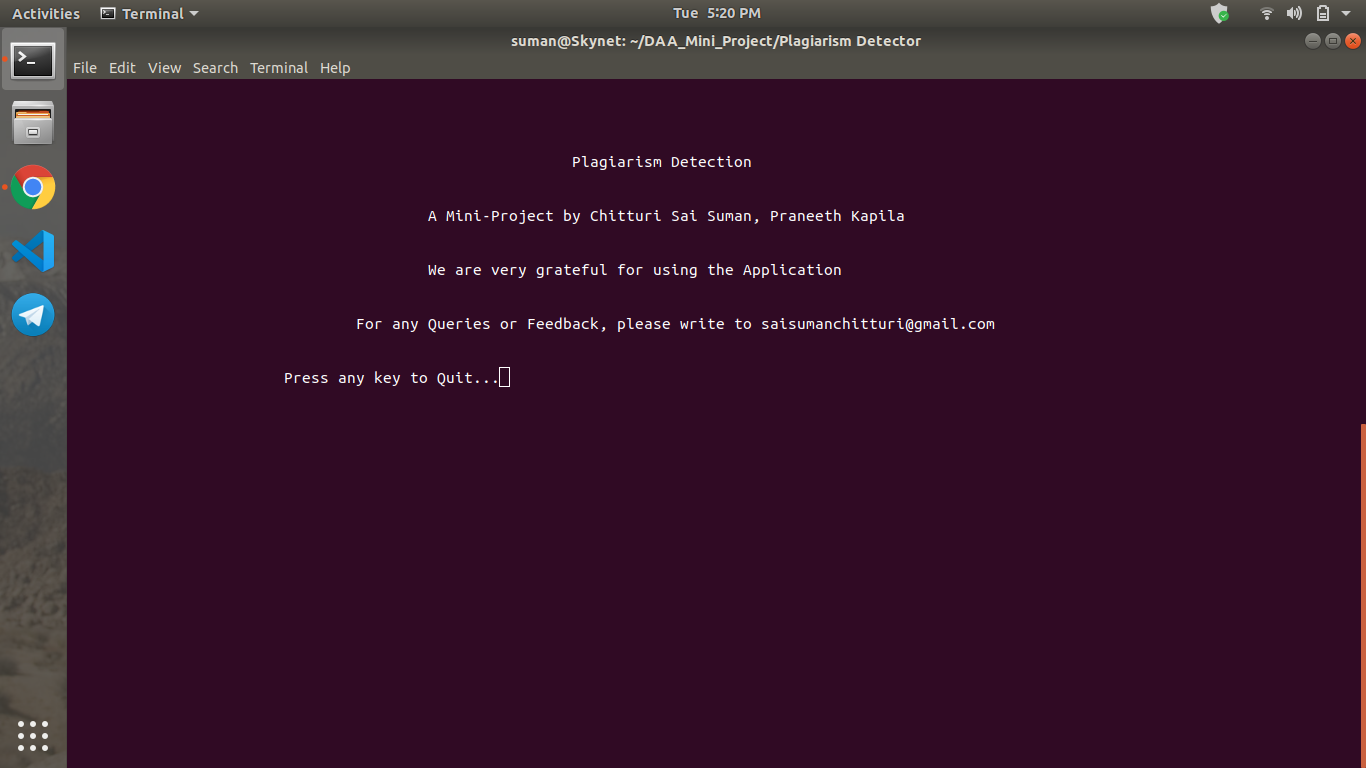 Activities Terminal Tue 5:20 PM
suman@Skynet: ~/DAA_Mini_Project/Plagiarism Detector
File Edit View Search Terminal Help
Plagiarism Detection
A Mini-Project by Chitturi Sai Suman, Praneeth Kapila
We are very grateful for using the Application
For any Queries or Feedback, please write to saisumanchitturi@gmail.com
Press any key to Quit...